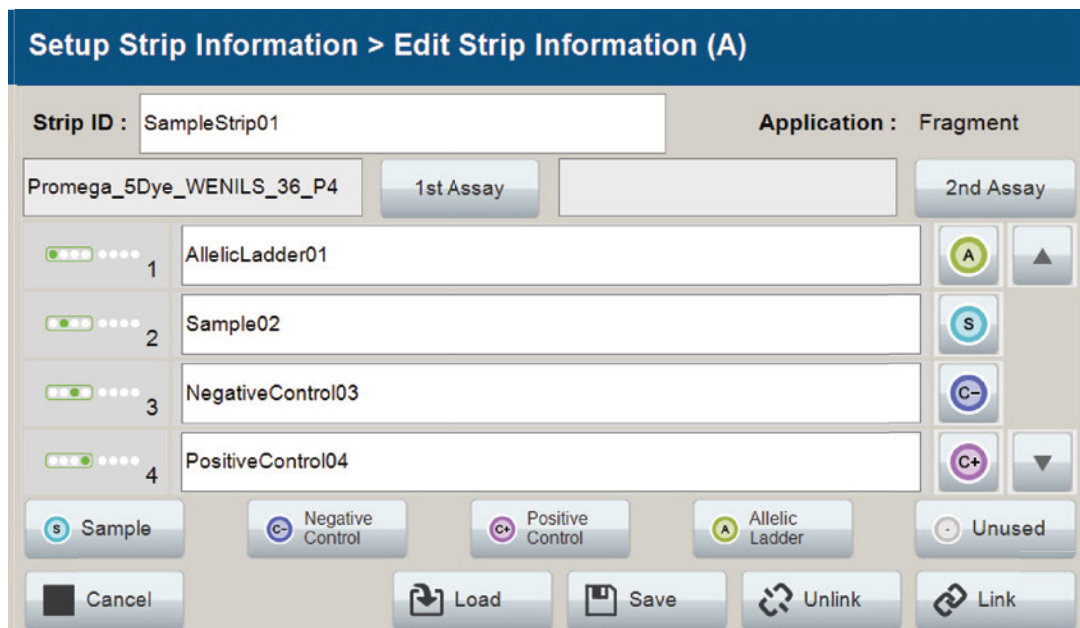 Setup Strip Information > Edit Strip Information (A)
Strip ID : SampleStrip01 Application : Fragment
Promega_5Dye_WENILS_36_P4 1st Assay 2nd Assay
1 AllelicLadder01 A
2 Sample02 S
3 NegativeControl03 C-
4 PositiveControl04 C+
S Sample C- Negative Control C+ Positive Control A Allelic Ladder - Unused
Cancel Load Save Unlink Link